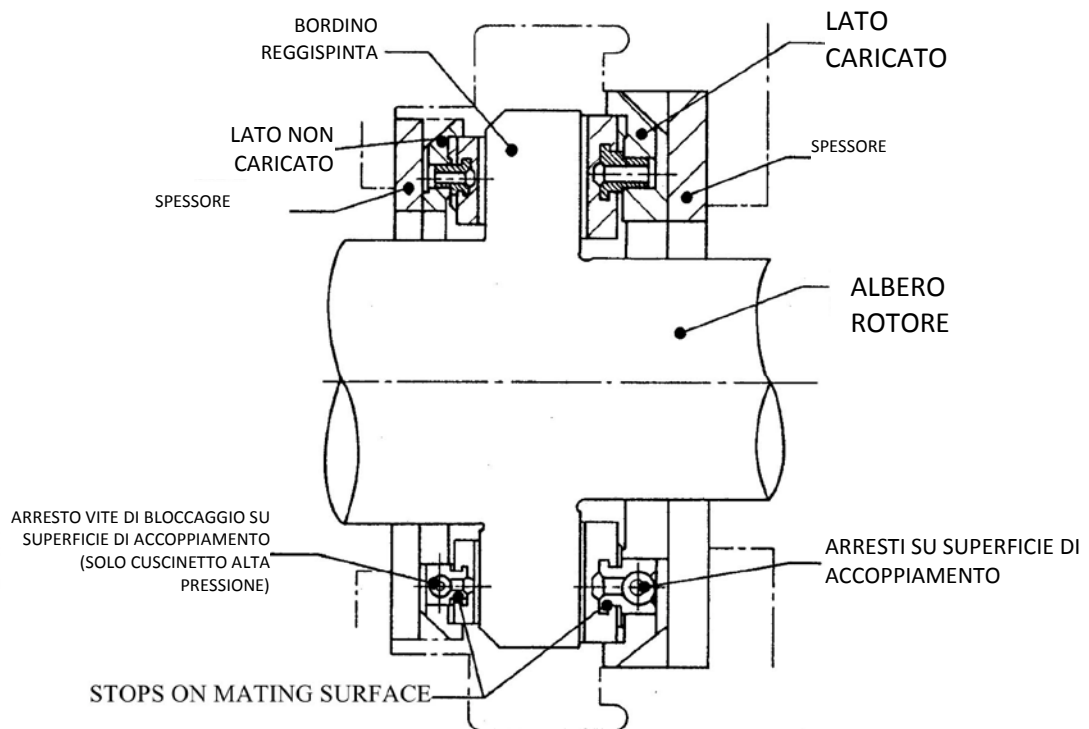 BORDINO
REGGISPINTA
LATO
CARICATO
LATO NON
CARICATO
SPESSORE
SPESSORE
ALBERO
ROTORE
ARRESTO VITE DI BLOCCAGGIO SU
SUPERFICIE DI ACCOPPIAMENTO
(SOLO CUSCINETTO ALTA
PRESSIONE)
ARRESTI SU SUPERFICIE DI
ACCOPPIAMENTO
STOPS ON MATING SURFACE